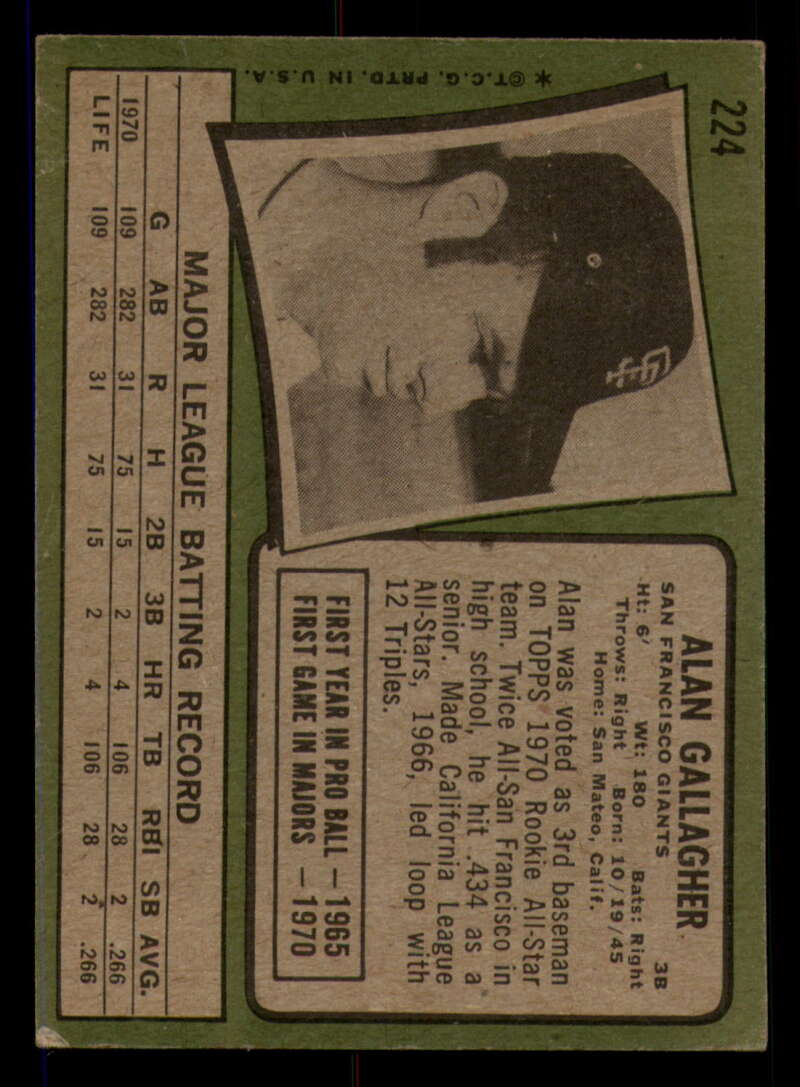 224
✶©T.C.G. PRTD. IN U.S.A.
SF
ALAN GALLAGHER
SAN FRANCISCO GIANTS 3B
Ht: 6' Wt: 180 Bats: Right
Throws: Right Born: 10/19/45
Home: San Mateo, Calif.
Alan was voted as 3rd baseman
on TOPPS 1970 Rookie All-Star
team. Twice All-San Francisco in
high school, he hit .434 as a
senior. Made California League
All-Stars, 1966, led loop with
12 Triples.
FIRST YEAR IN PRO BALL — 1965
FIRST GAME IN MAJORS — 1970
MAJOR LEAGUE BATTING RECORD
G AB R H 2B 3B HR TB RBI SB AVG.
1970 109 282 31 75 15 2 4 106 28 2 .266
LIFE 109 282 31 75 15 2 4 106 28 2 .266